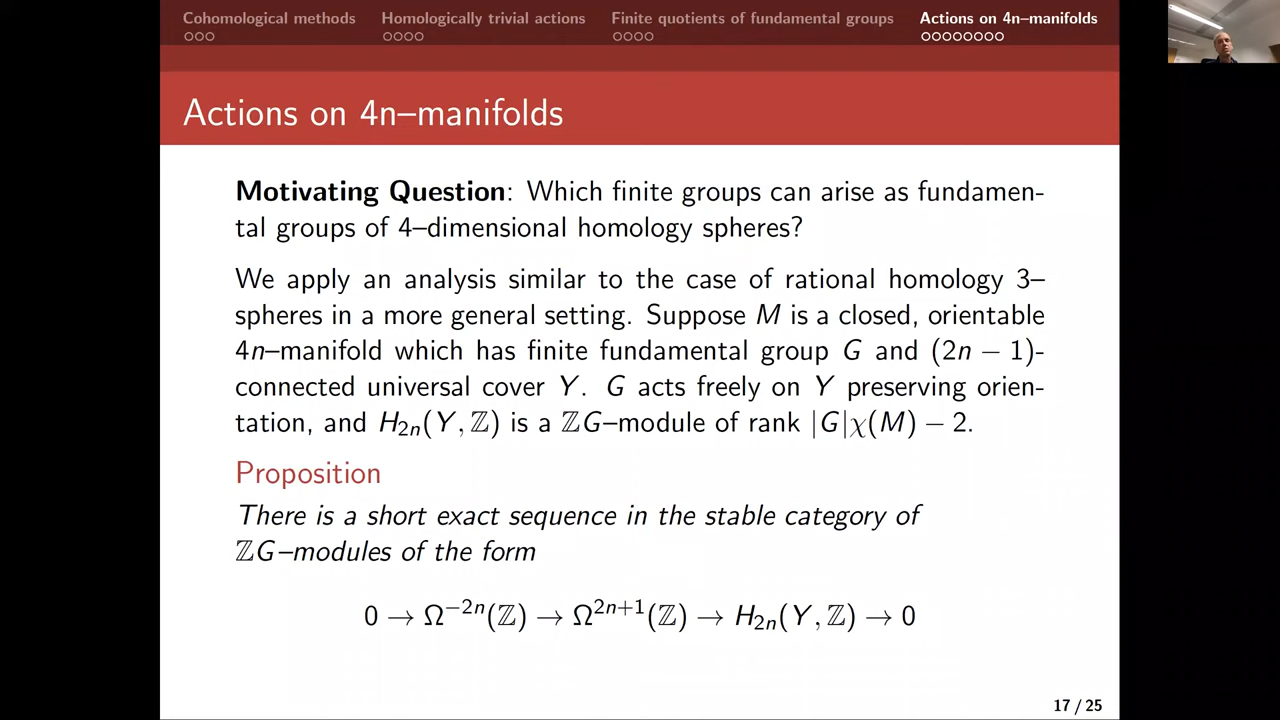 Cohomological methods Homologically trivial actions Finite quotients of fundamental groups Actions on 4n–manifolds
Actions on 4n–manifolds
Motivating Question: Which finite groups can arise as fundamen-
tal groups of 4–dimensional homology spheres?
We apply an analysis similar to the case of rational homology 3–
spheres in a more general setting. Suppose M is a closed, orientable
4n–manifold which has finite fundamental group G and (2n − 1)-
connected universal cover Y. G acts freely on Y preserving orien-
tation, and H₂ₙ(Y, ℤ) is a ℤG–module of rank |G|χ(M) − 2.
Proposition
There is a short exact sequence in the stable category of
ℤG–modules of the form
0 → Ω⁻²ⁿ(ℤ) → Ω²ⁿ⁺¹(ℤ) → H₂ₙ(Y, ℤ) → 0
17 / 25